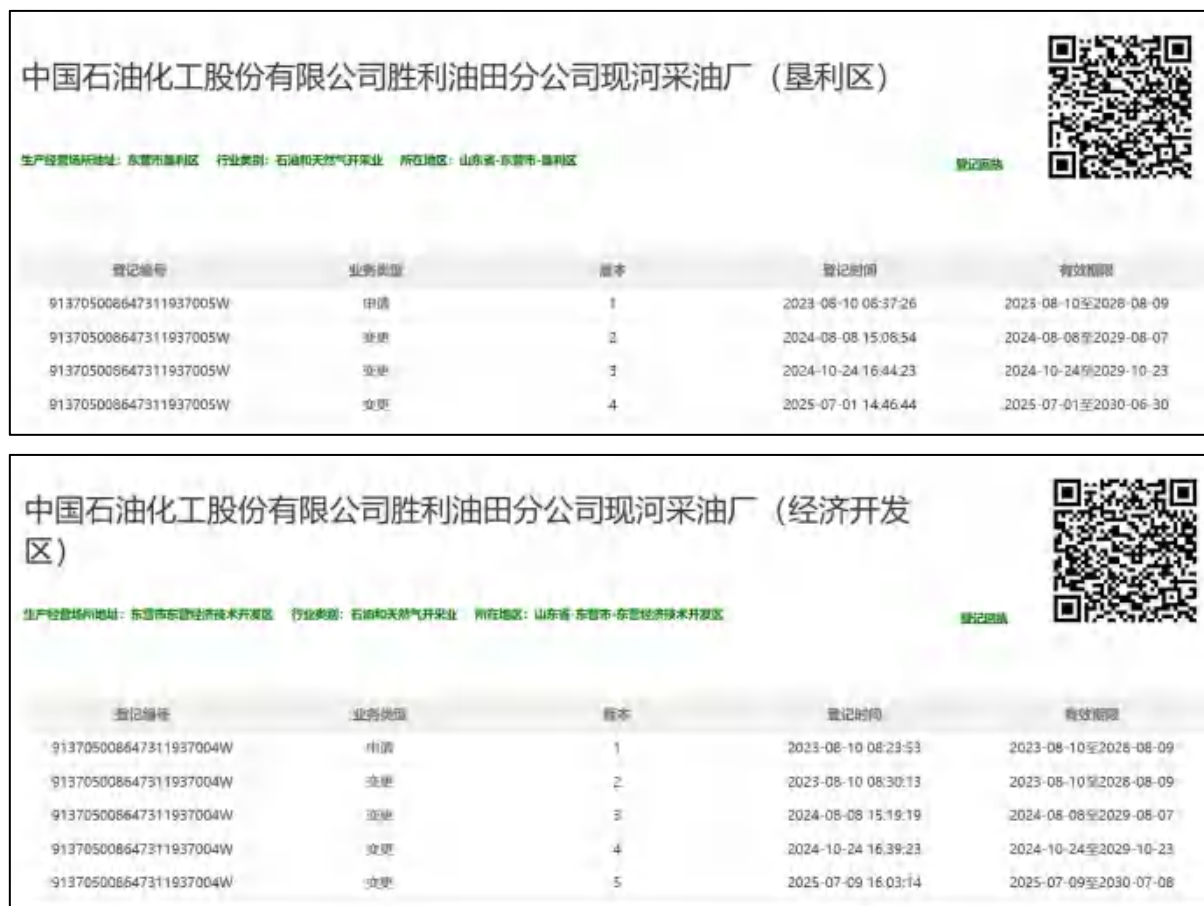 中国石油化工股份有限公司胜利油田分公司现河采油厂（垦利区）
生产经营场所地址：东营市垦利区 行业类别：石油和天然气开采业 所在地区：山东省-东营市-垦利区 登记回执
登记编号 业务类型 版本 登记时间 有效期限
913705008647311937005W 申请 1 2023-08-10 08:37:26 2023-08-10至2028-08-09
913705008647311937005W 变更 2 2024-08-08 15:06:54 2024-08-08至2029-08-07
913705008647311937005W 变更 3 2024-10-24 16:44:23 2024-10-24至2029-10-23
913705008647311937005W 变更 4 2025-07-01 14:46:44 2025-07-01至2030-06-30
中国石油化工股份有限公司胜利油田分公司现河采油厂（经济开发
区）
生产经营场所地址：东营市东营经济技术开发区 行业类别：石油和天然气开采业 所在地区：山东省-东营市-东营经济技术开发区 登记回执
登记编号 业务类型 版本 登记时间 有效期限
913705008647311937004W 申请 1 2023-08-10 08:23:53 2023-08-10至2028-08-09
913705008647311937004W 变更 2 2023-08-10 08:30:13 2023-08-10至2028-08-09
913705008647311937004W 变更 3 2024-08-08 15:19:19 2024-08-08至2029-08-07
913705008647311937004W 变更 4 2024-10-24 16:39:23 2024-10-24至2029-10-23
913705008647311937004W 变更 5 2025-07-09 16:03:14 2025-07-09至2030-07-08